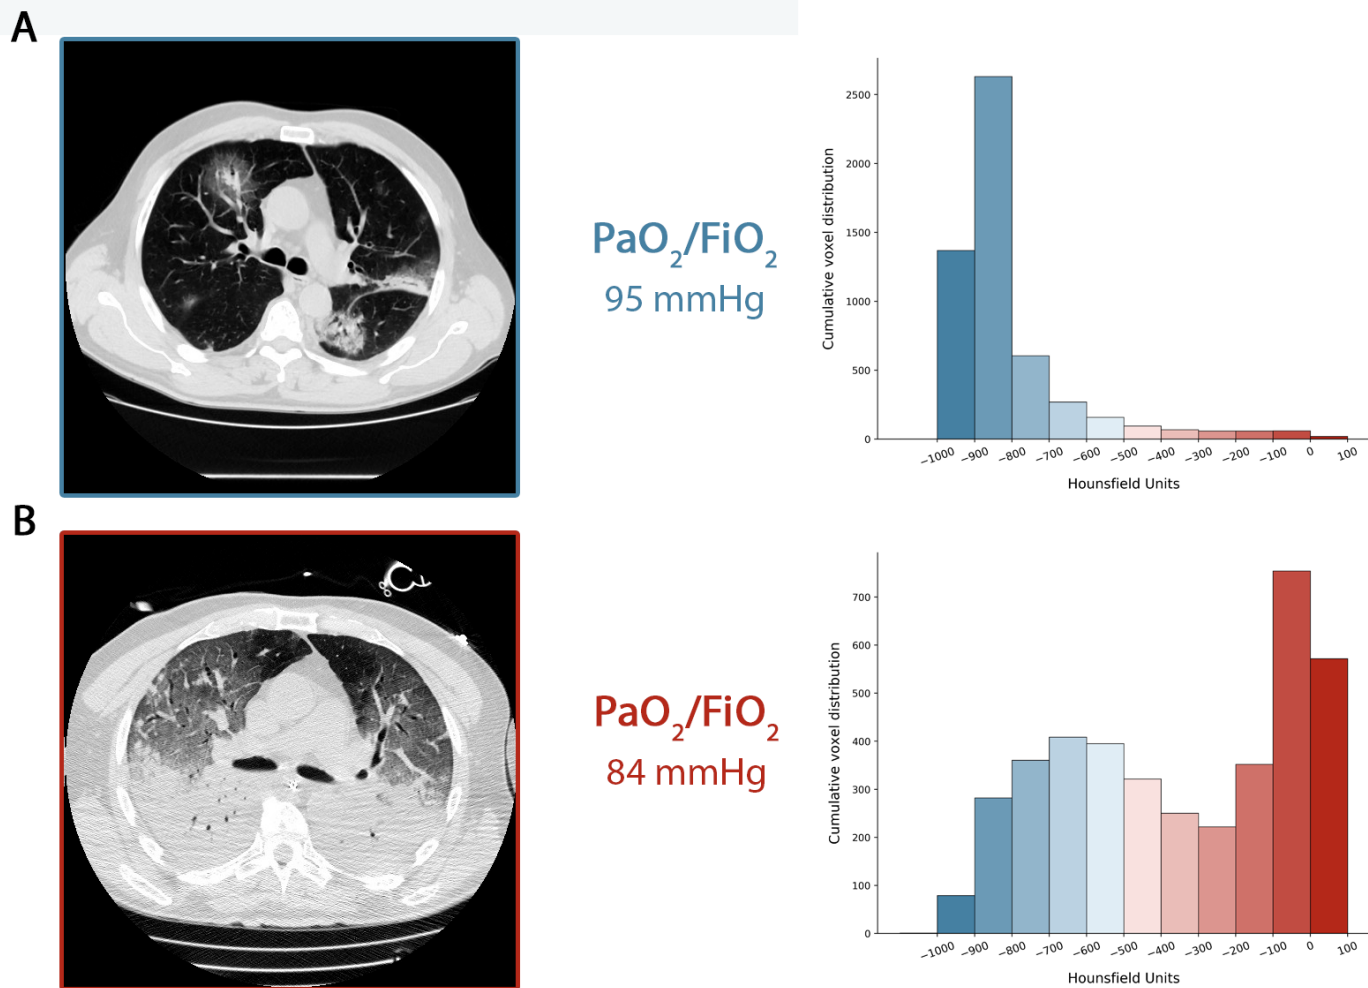 A
PaO₂/FiO₂
95 mmHg
Cumulative voxel distribution
2500
2000
1500
1000
500
0
−1000 −900 −800 −700 −600 −500 −400 −300 −200 −100 0 100
Hounsfield Units
B
PaO₂/FiO₂
84 mmHg
Cumulative voxel distribution
700
600
500
400
300
200
100
0
−1000 −900 −800 −700 −600 −500 −400 −300 −200 −100 0 100
Hounsfield Units